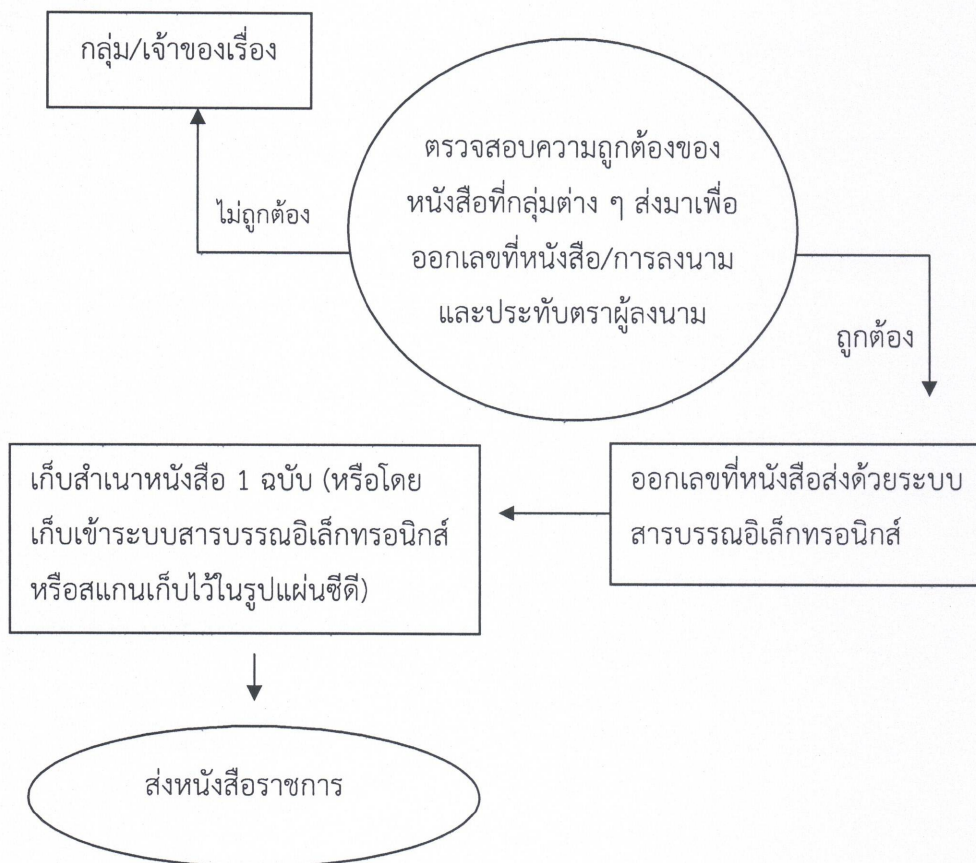 กลุ่ม/เจ้าของเรื่อง
ตรวจสอบความถูกต้องของ
หนังสือที่กลุ่มต่าง ๆ ส่งมาเพื่อ
ออกเลขที่หนังสือ/การลงนาม
และประทับตราผู้ลงนาม
ไม่ถูกต้อง
ถูกต้อง
ออกเลขที่หนังสือส่งด้วยระบบ
สารบรรณอิเล็กทรอนิกส์
เก็บสำเนาหนังสือ 1 ฉบับ (หรือโดย
เก็บเข้าระบบสารบรรณอิเล็กทรอนิกส์
หรือสแกนเก็บไว้ในรูปแผ่นซีดี)
ส่งหนังสือราชการ